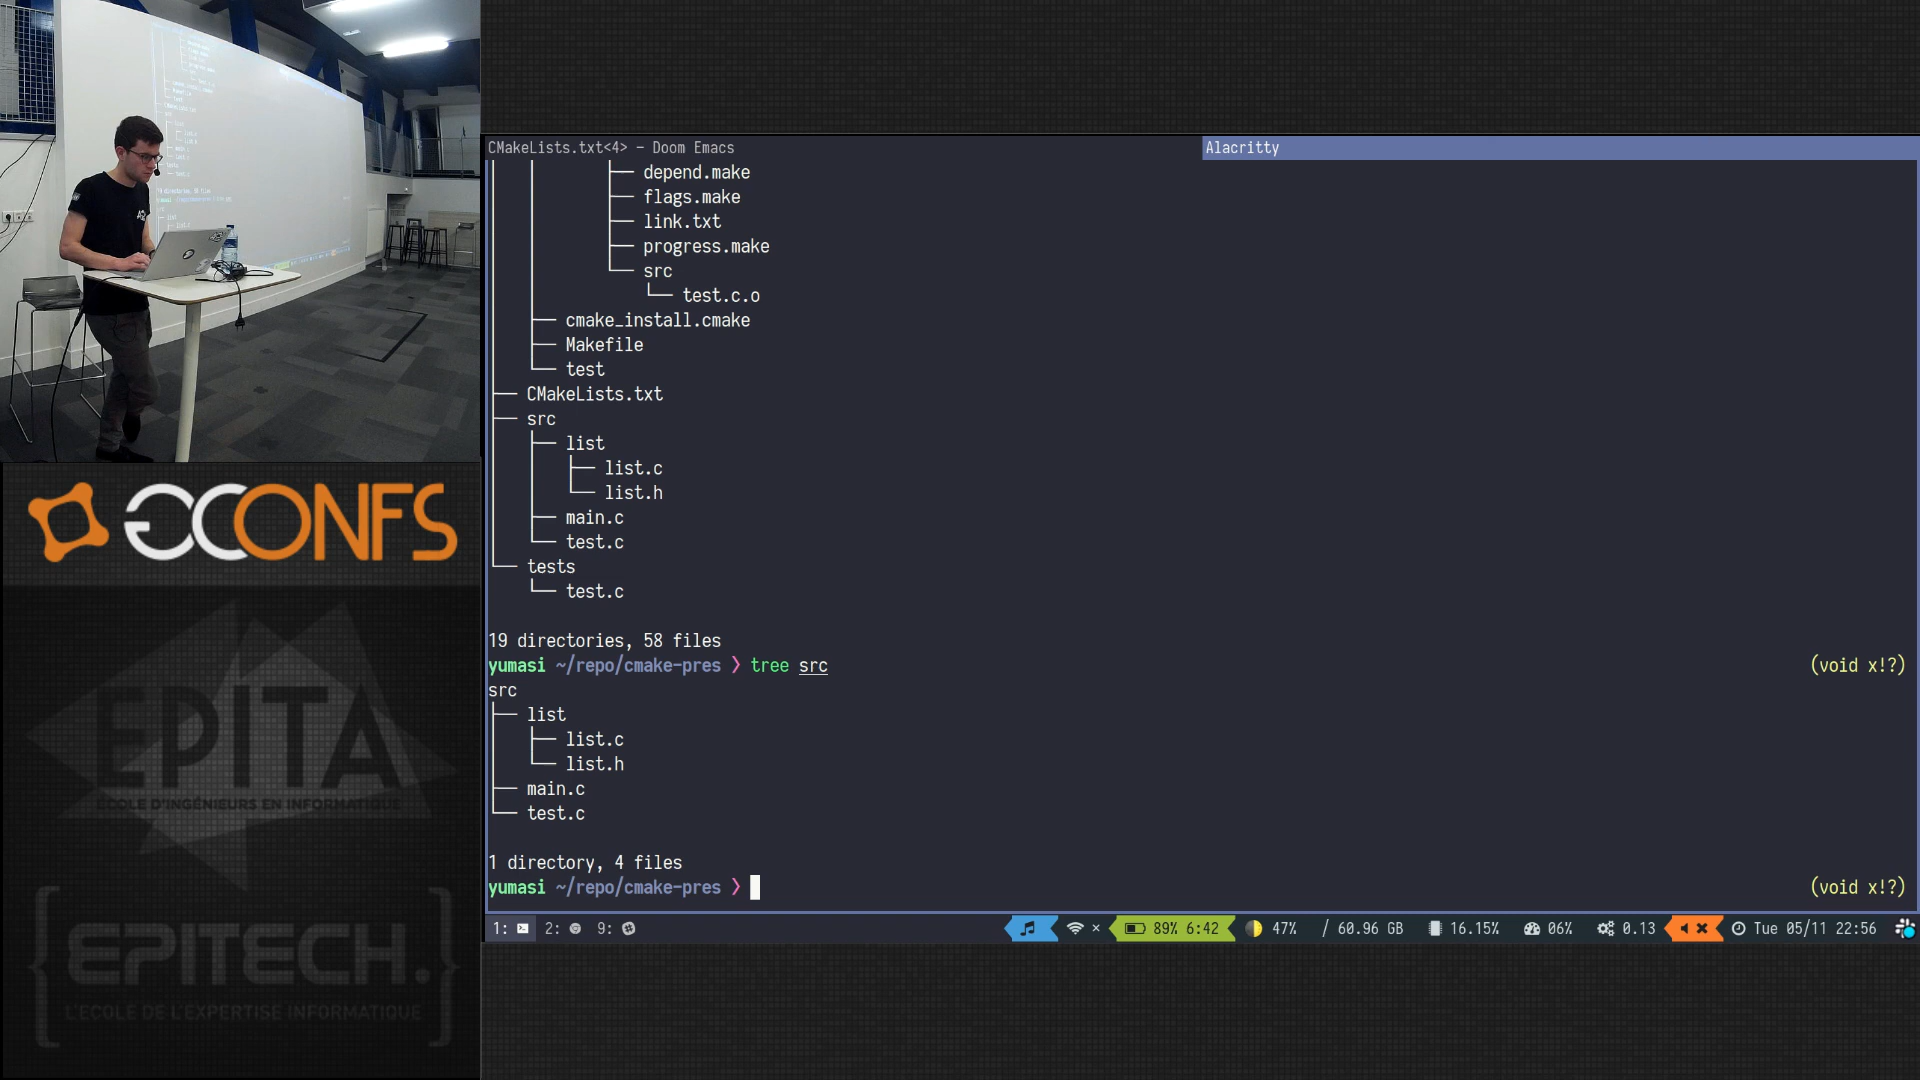 CMakeLists.txt<4> – Doom Emacs
Alacritty
│   │       ├── depend.make
│   │       ├── flags.make
│   │       ├── link.txt
│   │       ├── progress.make
│   │       └── src
│   │           └── test.c.o
│   ├── cmake_install.cmake
│   ├── Makefile
│   └── test
├── CMakeLists.txt
├── src
│   ├── list
│   │   ├── list.c
│   │   └── list.h
│   ├── main.c
│   └── test.c
└── tests
    └── test.c
19 directories, 58 files
yumasi ~/repo/cmake-pres ❯ tree src (void x!?)
src
├── list
│   ├── list.c
│   └── list.h
├── main.c
└── test.c
1 directory, 4 files
yumasi ~/repo/cmake-pres ❯ (void x!?)
1: 2: 9: × 89% 6:42 47% / 60.96 GB 16.15% 06% 0.13 Tue 05/11 22:56
GCONFS
EPITA
ÉCOLE D'INGÉNIEURS EN INFORMATIQUE
{EPITECH.}
L'ECOLE DE L'EXPERTISE INFORMATIQUE